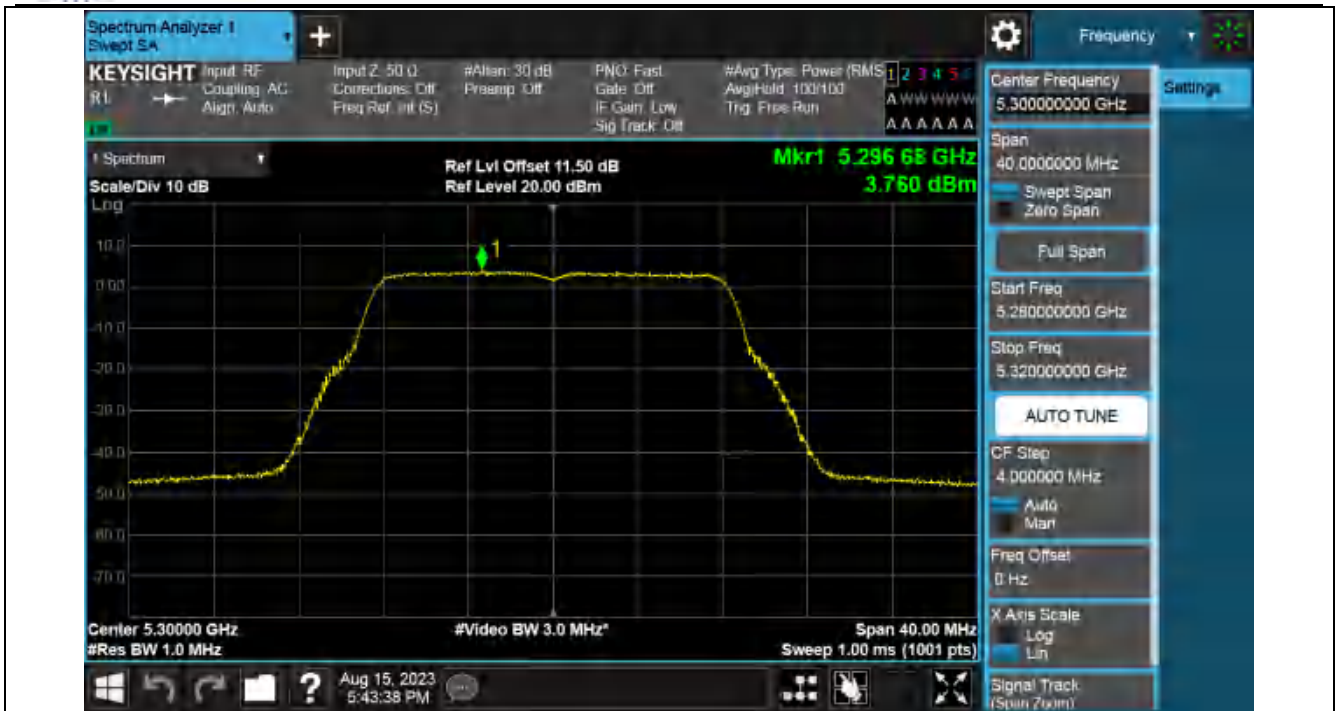 Spectrum Analyzer 1
Swept SA
+
Frequency
KEYSIGHT
Input: RF
Coupling: AC
Align: Auto
Input Z: 50 Ω
Corrections: Off
Freq Ref: Int (S)
#Atten: 30 dB
Preamp: Off
PNO: Fast
Gate: Off
IF Gain: Low
Sig Track: Off
#Avg Type: Power (RMS
Avg|Hold: 100/100
Trig: Free Run
1 2 3 4 5 6
A W W W W W
A A A A A A
1 Spectrum
Scale/Div 10 dB
Log
Ref Lvl Offset 11.50 dB
Ref Level 20.00 dBm
Mkr1 5.296 68 GHz
3.760 dBm
1
10.0
0.00
-10.0
-20.0
-30.0
-40.0
-50.0
-60.0
-70.0
Center 5.30000 GHz
#Res BW 1.0 MHz
#Video BW 3.0 MHz*
Span 40.00 MHz
Sweep 1.00 ms (1001 pts)
?
Aug 15, 2023
5:43:38 PM
Center Frequency
5.300000000 GHz
Settings
Span
40.0000000 MHz
Swept Span
Zero Span
Full Span
Start Freq
5.280000000 GHz
Stop Freq
5.320000000 GHz
AUTO TUNE
CF Step
4.000000 MHz
Auto
Man
Freq Offset
0 Hz
X Axis Scale
Log
Lin
Signal Track
(Span Zoom)